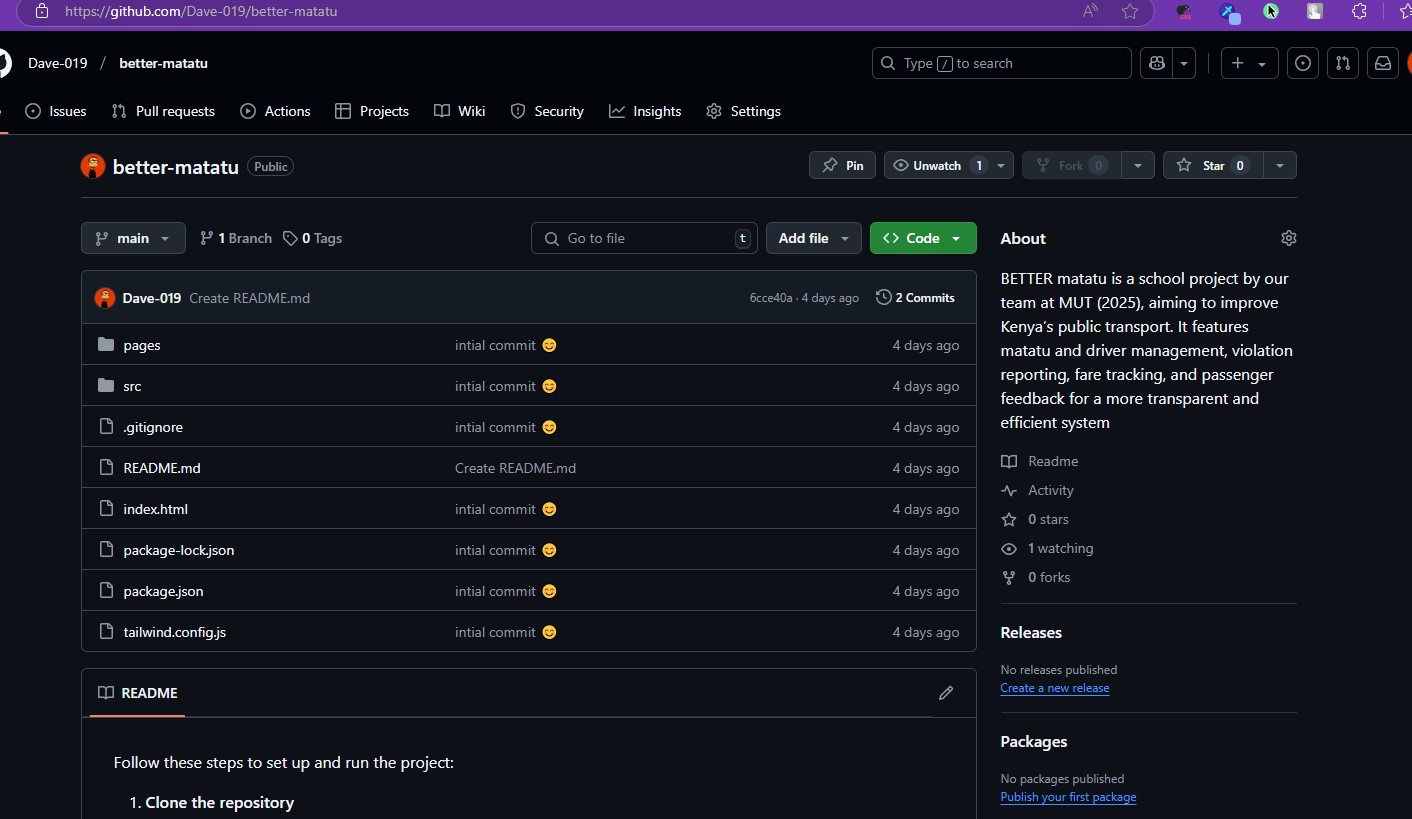 https://github.com/Dave-019/better-matatu
Dave-019 / better-matatu
Type / to search
Issues Pull requests Actions Projects Wiki Security Insights Settings
better-matatu Public
Pin Unwatch 1 Fork 0 Star 0
main 1 Branch 0 Tags Go to file t Add file Code
Dave-019 Create README.md 6cce40a · 4 days ago 2 Commits
pages intial commit 😊 4 days ago
src intial commit 😊 4 days ago
.gitignore intial commit 😊 4 days ago
README.md Create README.md 4 days ago
index.html intial commit 😊 4 days ago
package-lock.json intial commit 😊 4 days ago
package.json intial commit 😊 4 days ago
tailwind.config.js intial commit 😊 4 days ago
README
Follow these steps to set up and run the project:
1. Clone the repository
About
BETTER matatu is a school project by our
team at MUT (2025), aiming to improve
Kenya's public transport. It features
matatu and driver management, violation
reporting, fare tracking, and passenger
feedback for a more transparent and
efficient system
Readme
Activity
0 stars
1 watching
0 forks
Releases
No releases published
Create a new release
Packages
No packages published
Publish your first package